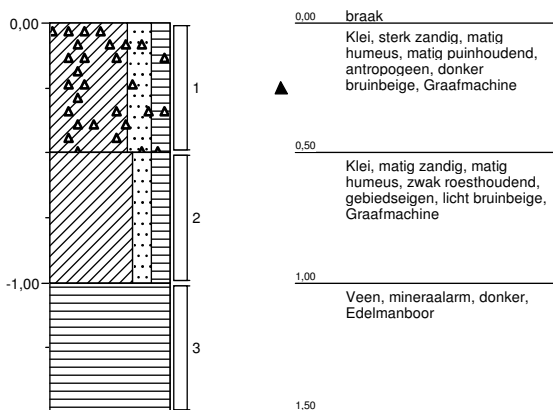 0,00
-1,00
1
2
3
0,00
braak
Klei, sterk zandig, matig
humeus, matig puinhoudend,
antropogeen, donker
bruinbeige, Graafmachine
0,50
Klei, matig zandig, matig
humeus, zwak roesthoudend,
gebiedseigen, licht bruinbeige,
Graafmachine
1,00
Veen, mineraalarm, donker,
Edelmanboor
1,50